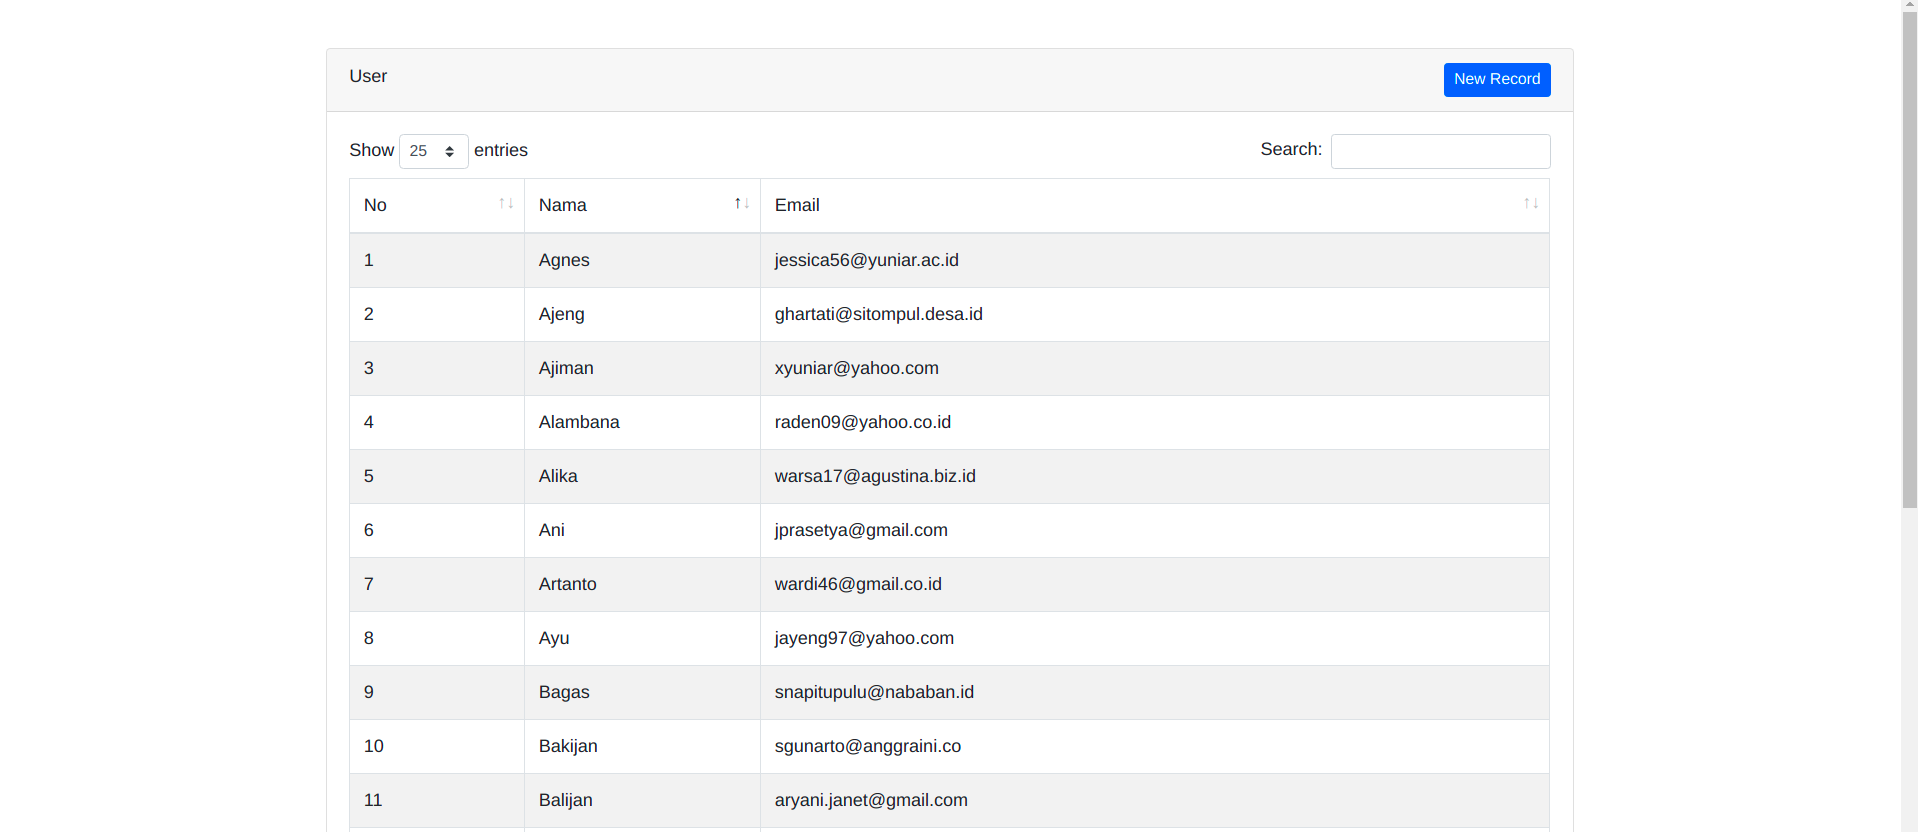 User New Record
Show 25 entries Search:
No ↑↓ Nama ↑↓ Email ↑↓
1 Agnes jessica56@yuniar.ac.id
2 Ajeng ghartati@sitompul.desa.id
3 Ajiman xyuniar@yahoo.com
4 Alambana raden09@yahoo.co.id
5 Alika warsa17@agustina.biz.id
6 Ani jprasetya@gmail.com
7 Artanto wardi46@gmail.co.id
8 Ayu jayeng97@yahoo.com
9 Bagas snapitupulu@nababan.id
10 Bakijan sgunarto@anggraini.co
11 Balijan aryani.janet@gmail.com